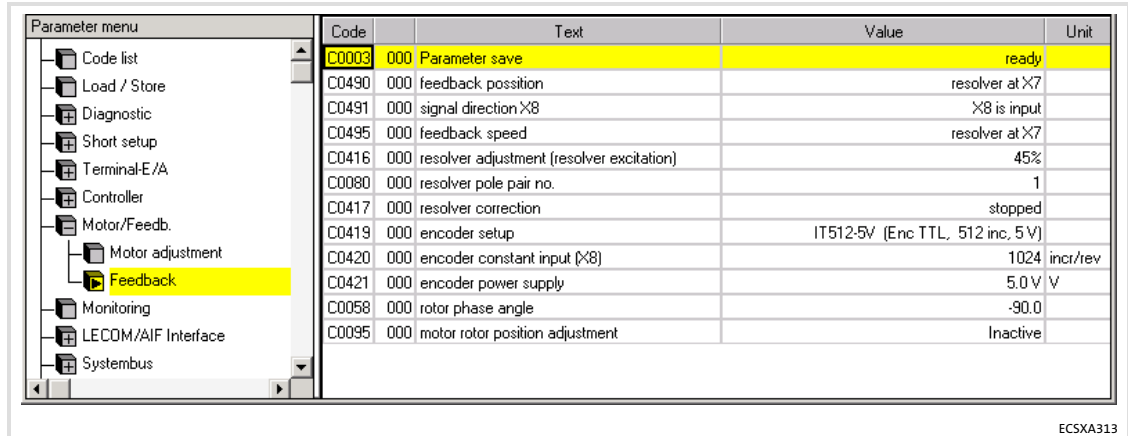 Parameter menu
Code list
Load / Store
Diagnostic
Short setup
Terminal-E/A
Controller
Motor/Feedb.
Motor adjustment
Feedback
Monitoring
LECOM/AIF Interface
Systembus
Code Text Value Unit
C0003 000 Parameter save ready
C0490 000 feedback possition resolver at X7
C0491 000 signal direction X8 X8 is input
C0495 000 feedback speed resolver at X7
C0416 000 resolver adjustment (resolver excitation) 45%
C0080 000 resolver pole pair no. 1
C0417 000 resolver correction stopped
C0419 000 encoder setup IT512-5V (Enc TTL, 512 inc, 5 V)
C0420 000 encoder constant input (X8) 1024 incr/rev
C0421 000 encoder power supply 5.0 V V
C0058 000 rotor phase angle -90.0
C0095 000 motor rotor position adjustment Inactive
ECSXA313